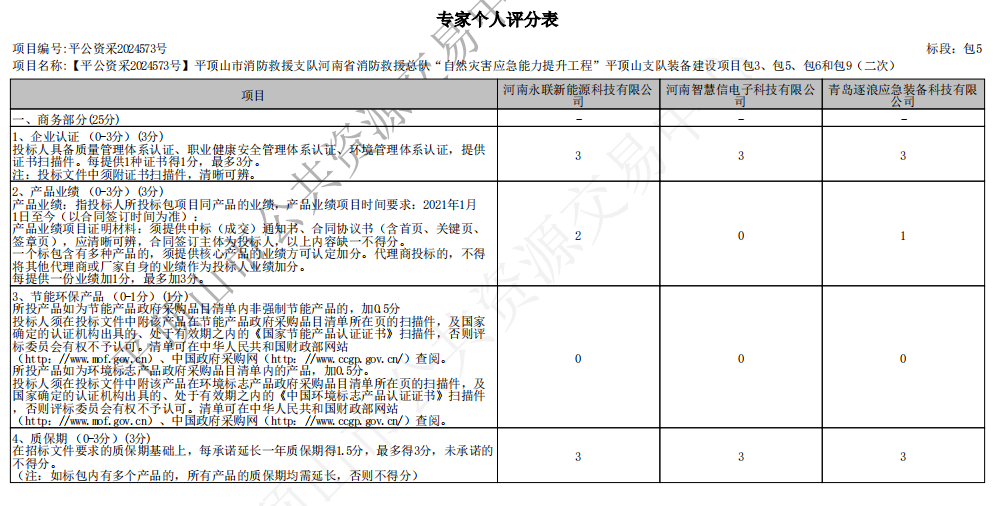 专家个人评分表
项目编号:平公资采2024573号
标段：包5
项目名称:【平公资采2024573号】平顶山市消防救援支队河南省消防救援总队“自然灾害应急能力提升工程”平顶山支队装备建设项目包3、包5、包6和包9（二次）
项目
河南永联新能源科技有限公
司
河南智慧信电子科技有限公
司
青岛逐浪应急装备科技有限
公司
一、商务部分(25分)
-
-
-
1、企业认证 （0-3分）(3分)
投标人具备质量管理体系认证、职业健康安全管理体系认证、环境管理体系认证，提供
证书扫描件。每提供1种证书得1分，最多3分。
注：投标文件中须附证书扫描件，清晰可辨。
3
3
3
2、产品业绩 （0-3分）(3分)
产品业绩：指投标人所投标包项目同产品的业绩，产品业绩项目时间要求：2021年1月
1日至今（以合同签订时间为准）；
产品业绩项目证明材料：须提供中标（成交）通知书、合同协议书（含首页、关键页、
签章页），应清晰可辨，合同签订主体为投标人，以上内容缺一不得分。
一个标包含有多种产品的，须提供核心产品的业绩方可认定加分。代理商投标的，不得
将其他代理商或厂家自身的业绩作为投标人业绩加分。
每提供一份业绩加1分，最多加3分。
2
0
1
3、节能环保产品 （0-1分）(1分)
所投产品如为节能产品政府采购品目清单内非强制节能产品的，加0.5分
投标人须在投标文件中附该产品在节能产品政府采购品目清单所在页的扫描件，及国家
确定的认证机构出具的、处于有效期之内的《国家节能产品认证证书》扫描件，否则评
标委员会有权不予认可。清单可在中华人民共和国财政部网站
（http：//www.mof.gov.cn）、中国政府采购网（http：//www.ccgp.gov.cn/）查阅。
所投产品如为环境标志产品政府采购品目清单内的产品，加0.5分。
投标人须在投标文件中附该产品在环境标志产品政府采购品目清单所在页的扫描件，及
国家确定的认证机构出具的、处于有效期之内的《中国环境标志产品认证证书》扫描件
，否则评标委员会有权不予认可。清单可在中华人民共和国财政部网站
（http：//www.mof.gov.cn）、中国政府采购网（http：//www.ccgp.gov.cn/）查阅。
0
0
0
4、质保期 （0-3分）(3分)
在招标文件要求的质保期基础上，每承诺延长一年质保期得1.5分，最多得3分，未承诺的
不得分。
（注：如标包内有多个产品的，所有产品的质保期均需延长，否则不得分）
3
3
3